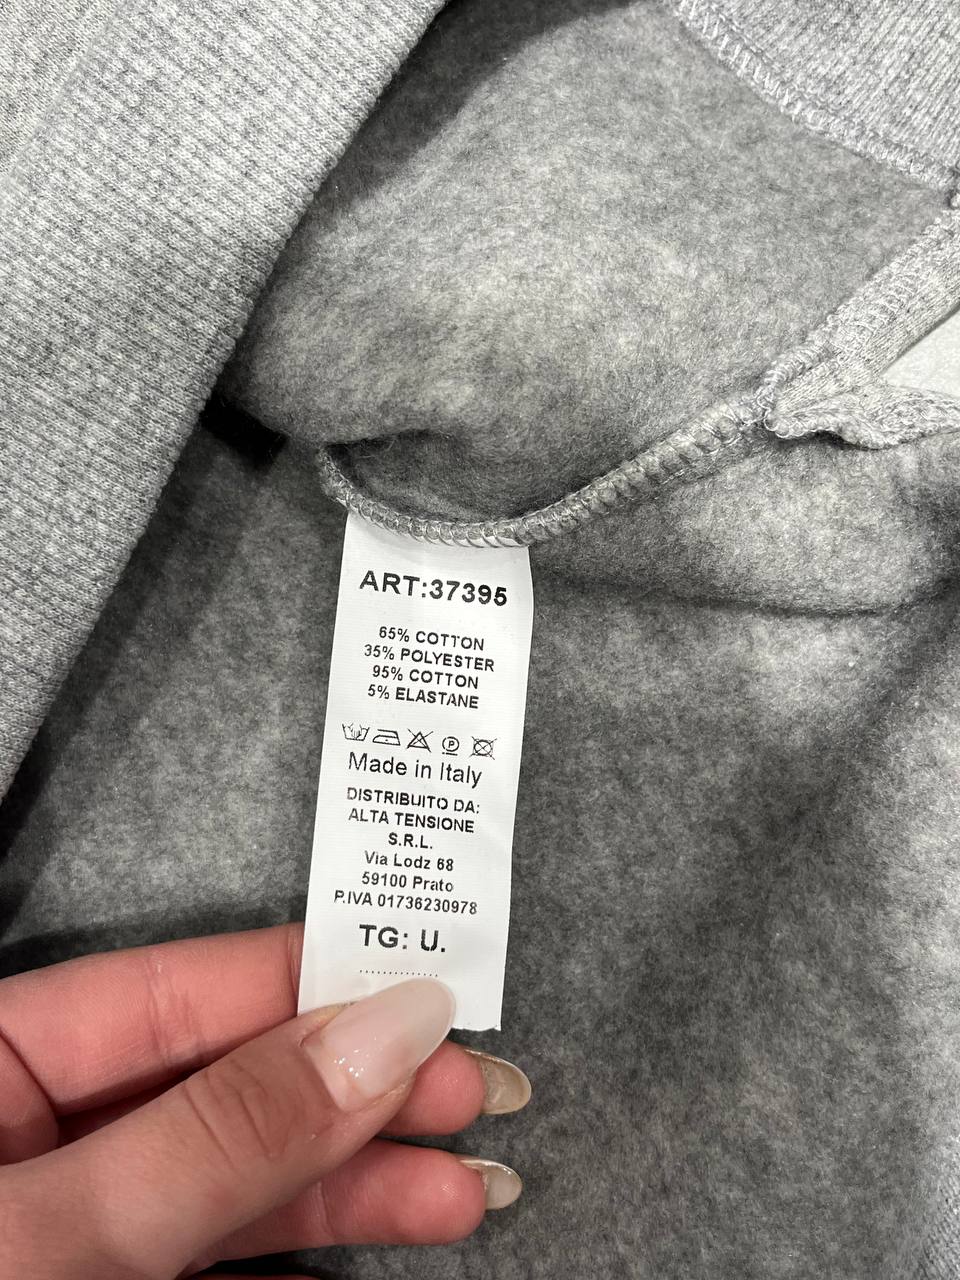 ART:37395
65% COTTON
35% POLYESTER
95% COTTON
5% ELASTANE
P
Made in Italy
DISTRIBUITO DA:
ALTA TENSIONE
S.R.L.
Via Lodz 68
59100 Prato
P.IVA 01736230978
TG: U.